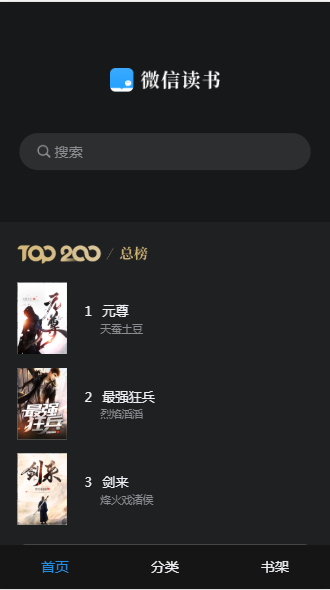 微信读书
搜索
TOP 200 / 总榜
元尊
1 元尊
天蚕土豆
最强狂兵
2 最强狂兵
烈焰滔滔
剑来
3 剑来
烽火戏诸侯
首页 分类 书架